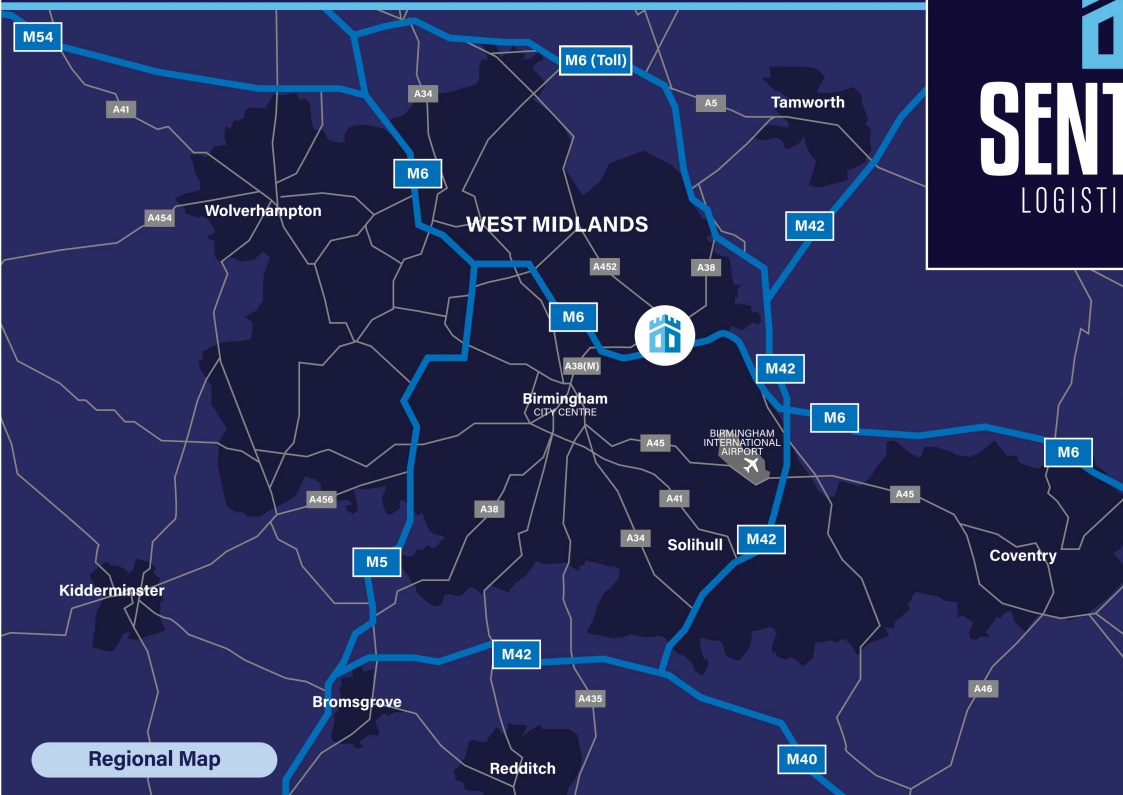 M54
M6 (Toll)
A34
A41
A5
Tamworth
SENT
LOGISTI
M6
A454
Wolverhampton
WEST MIDLANDS
M42
A452
A38
M6
A38(M)
M42
Birmingham
CITY CENTRE
M6
BIRMINGHAM
INTERNATIONAL
AIRPORT
A45
M6
A456
A38
A41
A45
A34
Solihull
M42
M5
Coventry
Kidderminster
M42
A46
A435
Bromsgrove
Regional Map
Redditch
M40